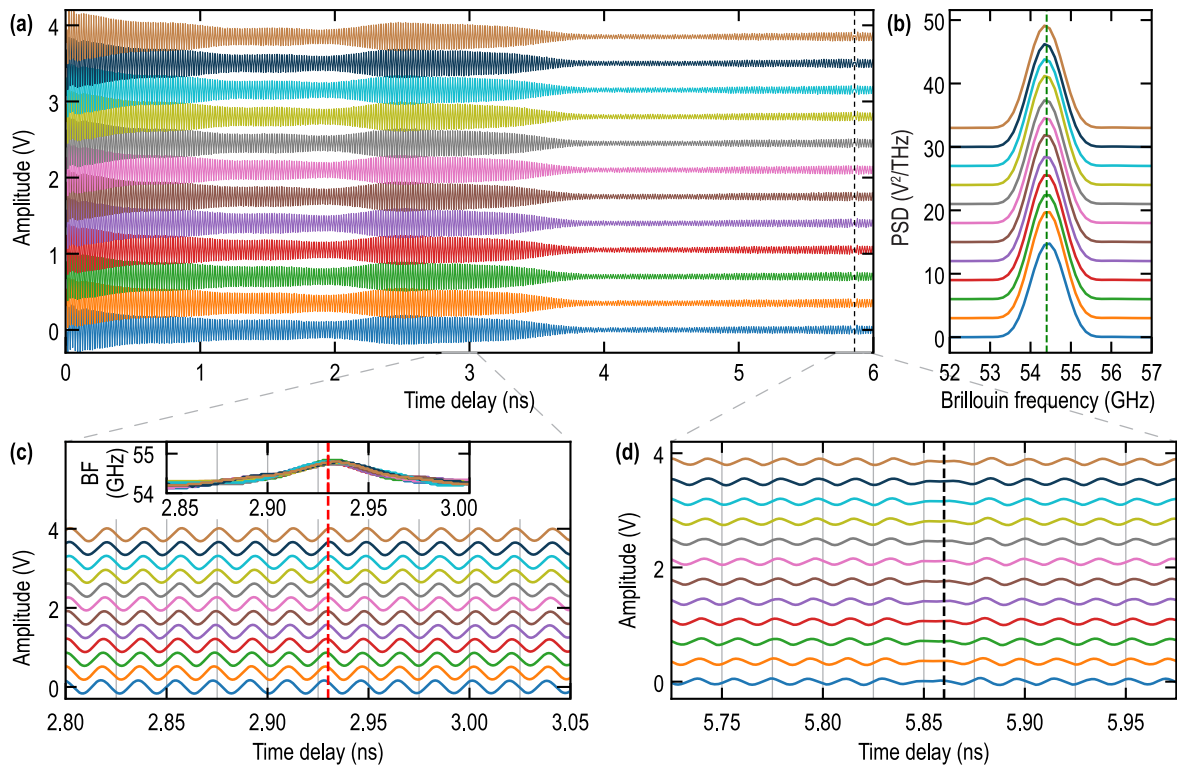 (a)
Amplitude (V)
4
3
2
1
0
0 1 2 3 4 5 6
Time delay (ns)
(b)
PSD (V²/THz)
50
40
30
20
10
0
52 53 54 55 56 57
Brillouin frequency (GHz)
(c)
BF
(GHz)
55
54
2.85 2.90 2.95 3.00
Amplitude (V)
4
2
0
2.80 2.85 2.90 2.95 3.00 3.05
Time delay (ns)
(d)
Amplitude (V)
4
2
0
5.75 5.80 5.85 5.90 5.95
Time delay (ns)